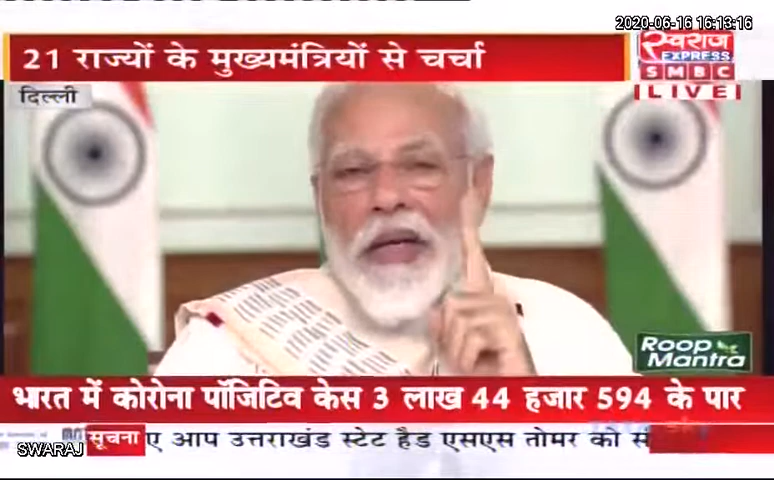 2020-06-16 16:13:16
21 राज्यों के मुख्यमंत्रियों से चर्चा
स्वराज
EXPRESS
SMBC
LIVE
दिल्ली
Roop
Mantra
भारत में कोरोना पॉजिटिव केस 3 लाख 44 हजार 594 के पार
सूचना ए आप उत्तराखंड स्टेट हैड एसएस तोमर को सं
SWARAJ